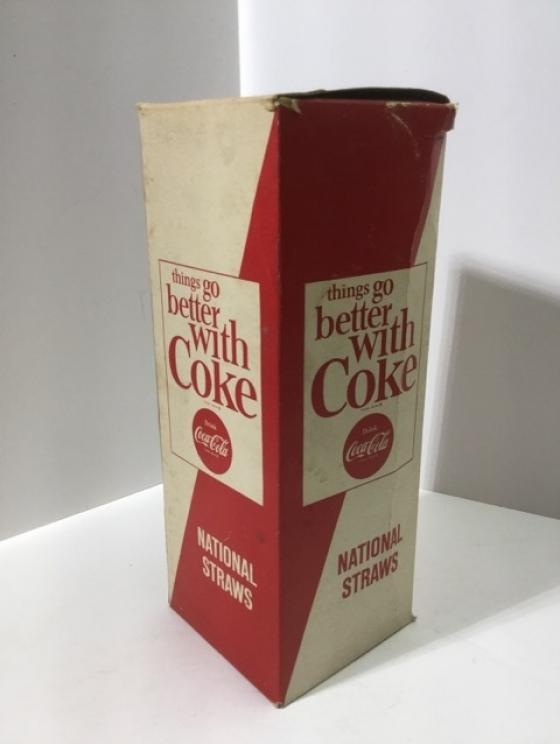 things go
better
with
Coke
Drink
Coca-Cola
NATIONAL
STRAWS
things go
better
with
Coke
Drink
Coca-Cola
NATIONAL
STRAWS